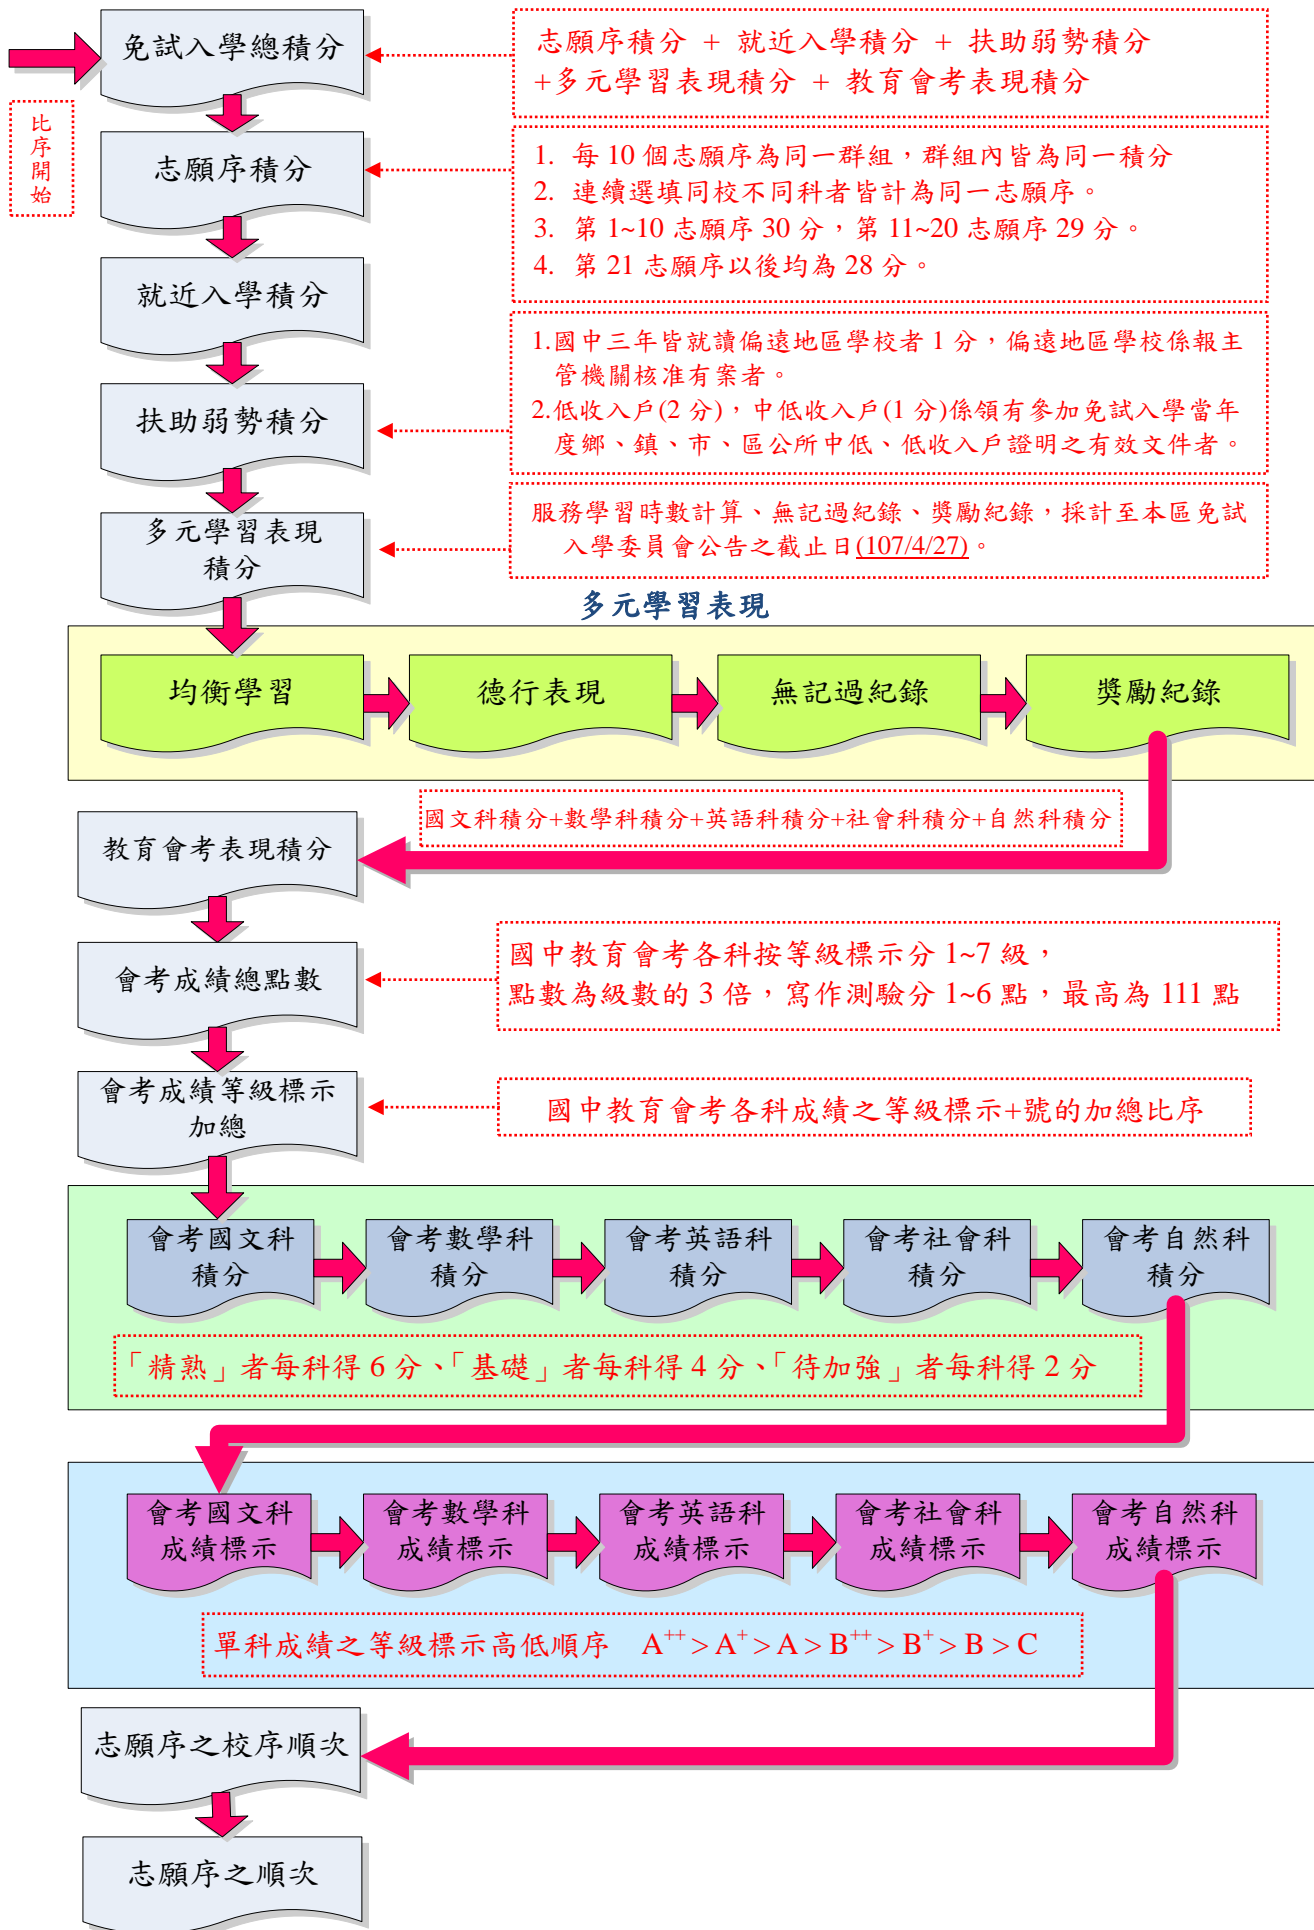 免試入學總積分
志願序積分 + 就近入學積分 + 扶助弱勢積分
+多元學習表現積分 + 教育會考表現積分
比序開始
志願序積分
1. 每 10 個志願序為同一群組，群組內皆為同一積分
2. 連續選填同校不同科者皆計為同一志願序。
3. 第 1~10 志願序 30 分，第 11~20 志願序 29 分。
4. 第 21 志願序以後均為 28 分。
就近入學積分
扶助弱勢積分
1.國中三年皆就讀偏遠地區學校者 1 分，偏遠地區學校係報主
管機關核准有案者。
2.低收入戶(2 分)，中低收入戶(1 分)係領有參加免試入學當年
度鄉、鎮、市、區公所中低、低收入戶證明之有效文件者。
多元學習表現
積分
服務學習時數計算、無記過紀錄、獎勵紀錄，採計至本區免試
入學委員會公告之截止日(107/4/27)。
多元學習表現
均衡學習
德行表現
無記過紀錄
獎勵紀錄
國文科積分+數學科積分+英語科積分+社會科積分+自然科積分
教育會考表現積分
會考成績總點數
國中教育會考各科按等級標示分 1~7 級，
點數為級數的 3 倍，寫作測驗分 1~6 點，最高為 111 點
會考成績等級標示
加總
國中教育會考各科成績之等級標示+號的加總比序
會考國文科
積分
會考數學科
積分
會考英語科
積分
會考社會科
積分
會考自然科
積分
「精熟」者每科得 6 分、「基礎」者每科得 4 分、「待加強」者每科得 2 分
會考國文科
成績標示
會考數學科
成績標示
會考英語科
成績標示
會考社會科
成績標示
會考自然科
成績標示
單科成績之等級標示高低順序 A++ > A+ > A > B++ > B+ > B > C
志願序之校序順次
志願序之順次